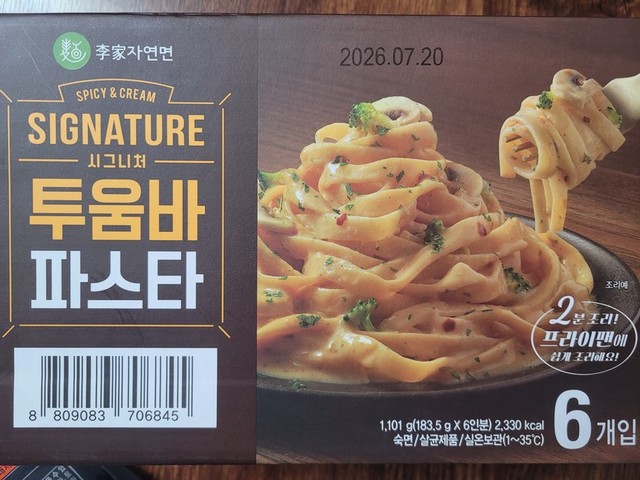 李家자연면
2026.07.20
SPICY & CREAM
SIGNATURE
시그니처
투움바
파스타
조리예
2분 조리!
프라이팬에
쉽게 조리해요!
8 809083 706845
1,101 g(183.5 g X 6인분) 2,330 kcal
숙면/살균제품/실온보관(1~35℃)
6개입